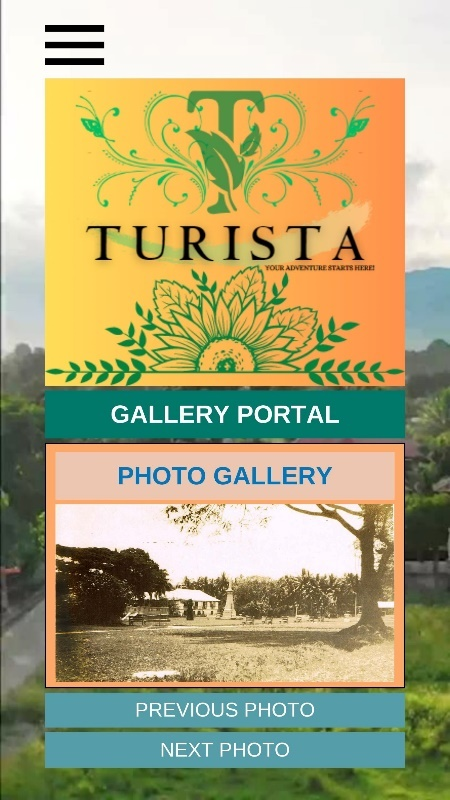 T
TURISTA
YOUR ADVENTURE STARTS HERE!
GALLERY PORTAL
PHOTO GALLERY
PREVIOUS PHOTO
NEXT PHOTO